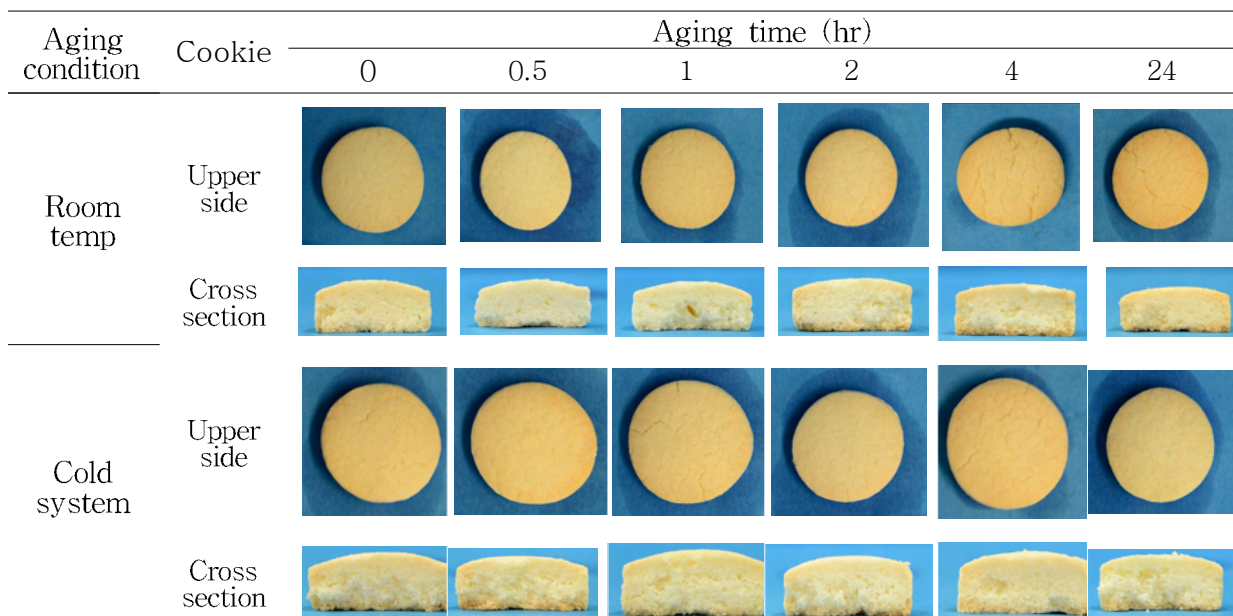 Aging condition
Cookie
Aging time (hr)
0 0.5 1 2 4 24
Room temp
Upper side
Cross section
Cold system
Upper side
Cross section